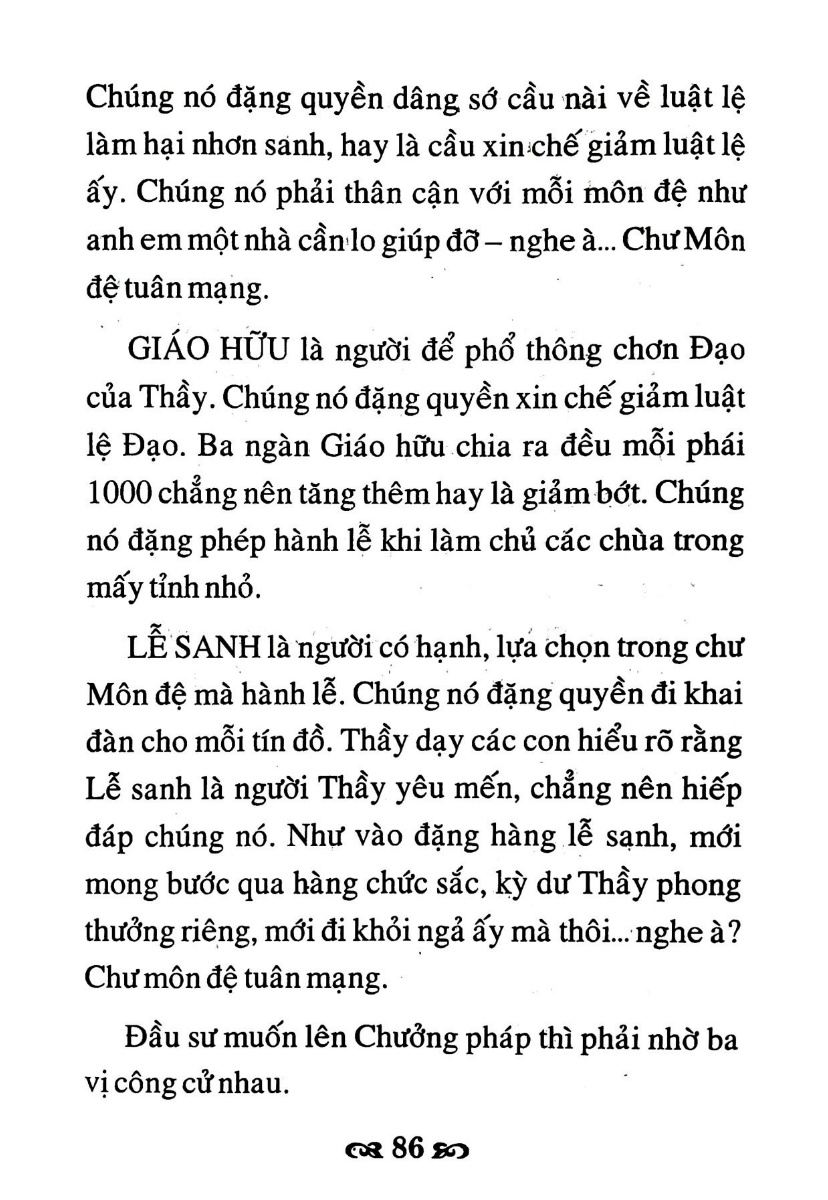 Chúng nó đặng quyền dâng sớ cầu nài về luật lệ
làm hại nhơn sanh, hay là cầu xin chế giảm luật lệ
ấy. Chúng nó phải thân cận với mỗi môn đệ như
anh em một nhà cần lo giúp đỡ – nghe à... Chư Môn
đệ tuân mạng.
GIÁO HỮU là người để phổ thông chơn Đạo
của Thầy. Chúng nó đặng quyền xin chế giảm luật
lệ Đạo. Ba ngàn Giáo hữu chia ra đều mỗi phái
1000 chẳng nên tăng thêm hay là giảm bớt. Chúng
nó đặng phép hành lễ khi làm chủ các chùa trong
mấy tỉnh nhỏ.
LỄ SANH là người có hạnh, lựa chọn trong chư
Môn đệ mà hành lễ. Chúng nó đặng quyền đi khai
đàn cho mỗi tín đồ. Thầy dạy các con hiểu rõ rằng
Lễ sanh là người Thầy yêu mến, chẳng nên hiếp
đáp chúng nó. Như vào đặng hàng lễ sanh, mới
mong bước qua hàng chức sắc, kỳ dư Thầy phong
thưởng riêng, mới đi khỏi ngả ấy mà thôi... nghe à?
Chư môn đệ tuân mạng.
Đầu sư muốn lên Chưởng pháp thì phải nhờ ba
vị công cử nhau.
86